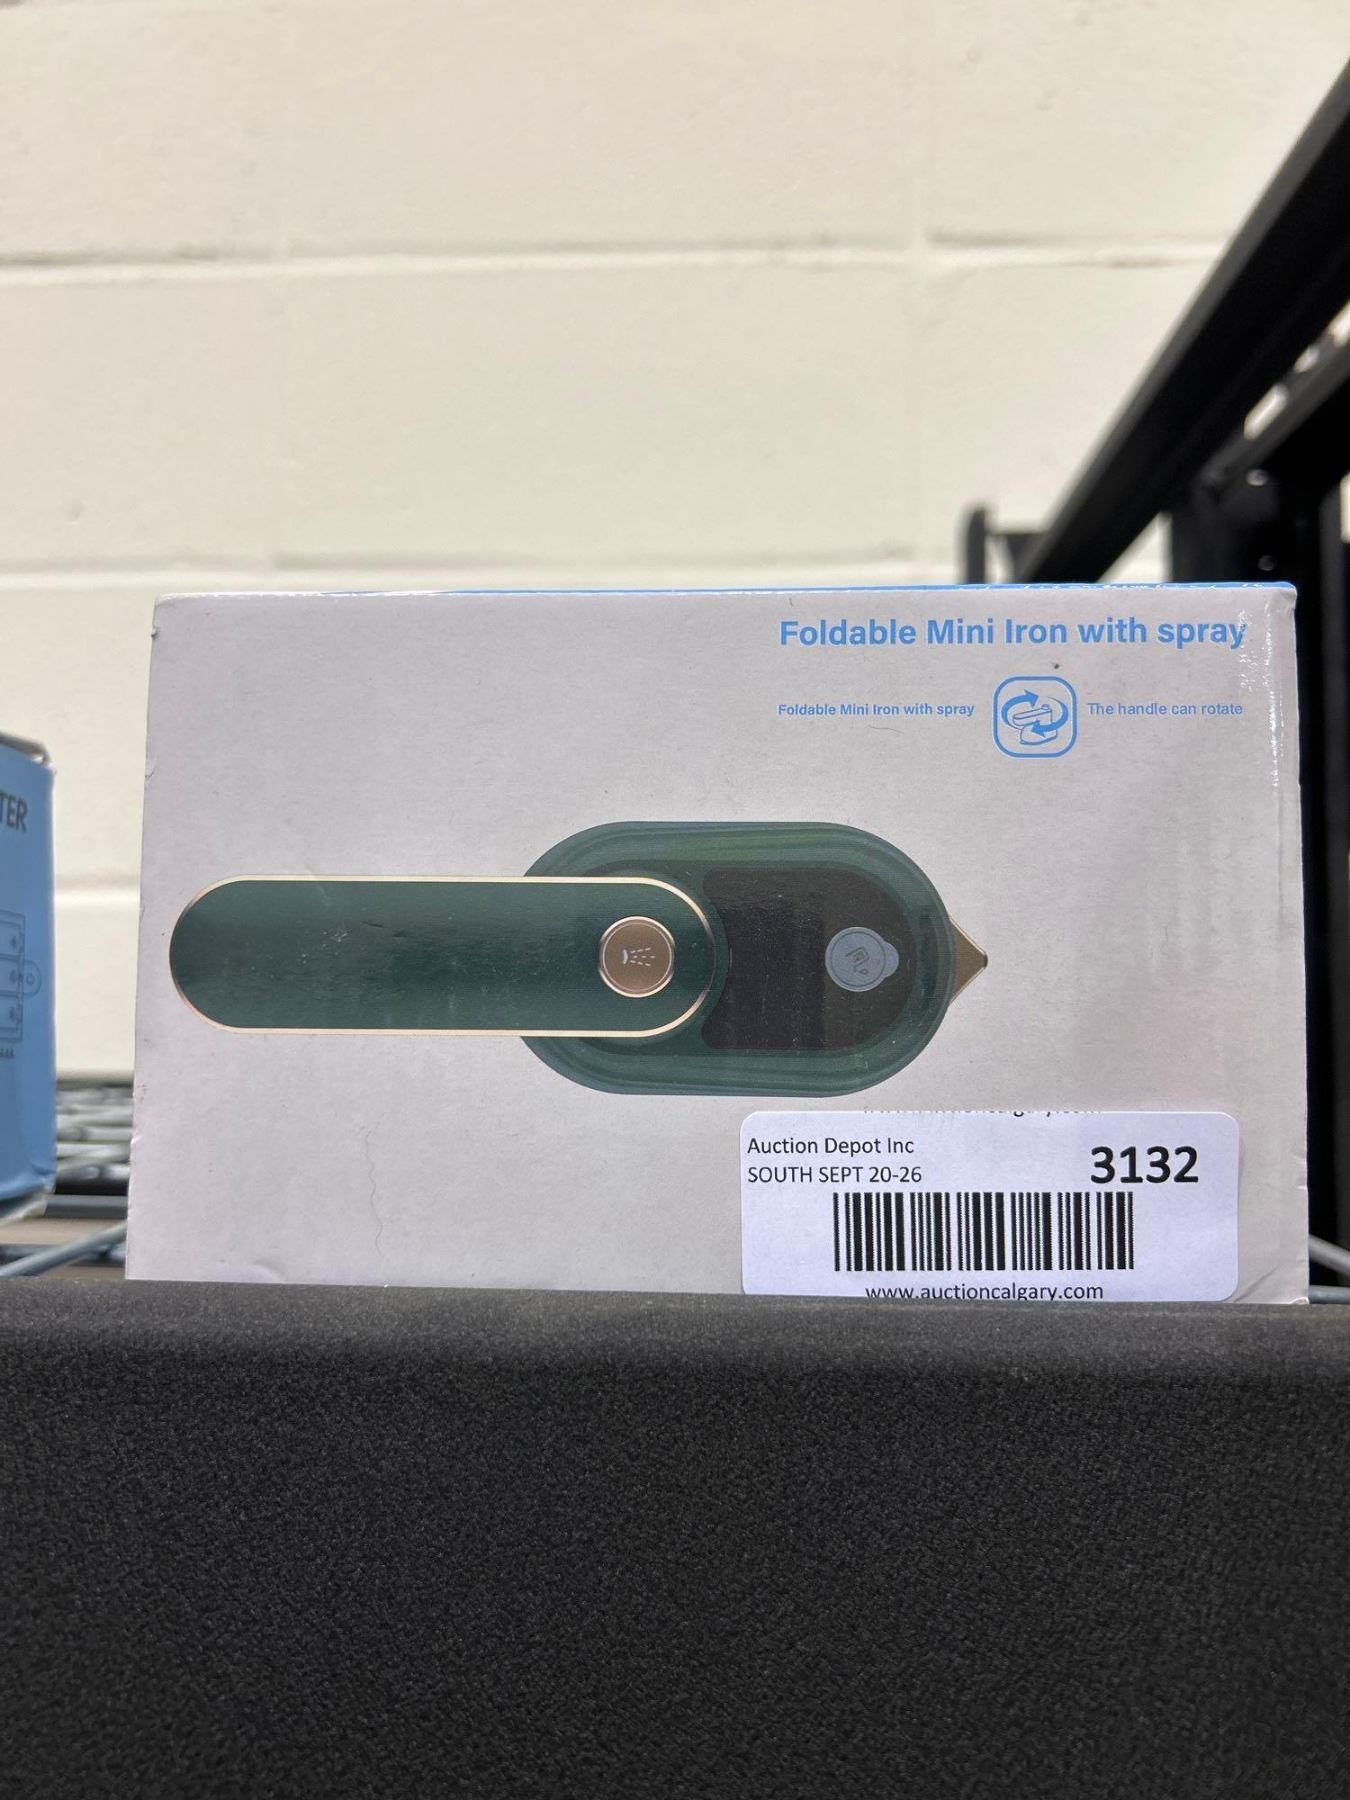 Foldable Mini Iron with spray
Foldable Mini Iron with spray
The handle can rotate
TER
Auction Depot Inc
SOUTH SEPT 20-26
3132
www.auctioncalgary.com